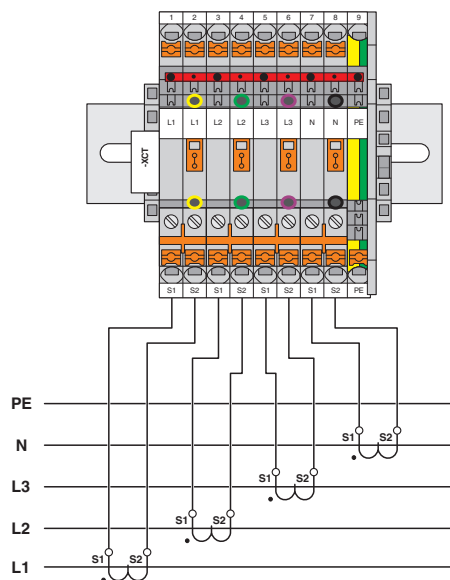 1 2 3 4 5 6 7 8 9
L1 L1 L2 L2 L3 L3 N N PE
-XCT
S1 S2 S1 S2 S1 S2 S1 S2 PE
PE
S1 S2
N
S1 S2
L3
S1 S2
L2
S1 S2
L1